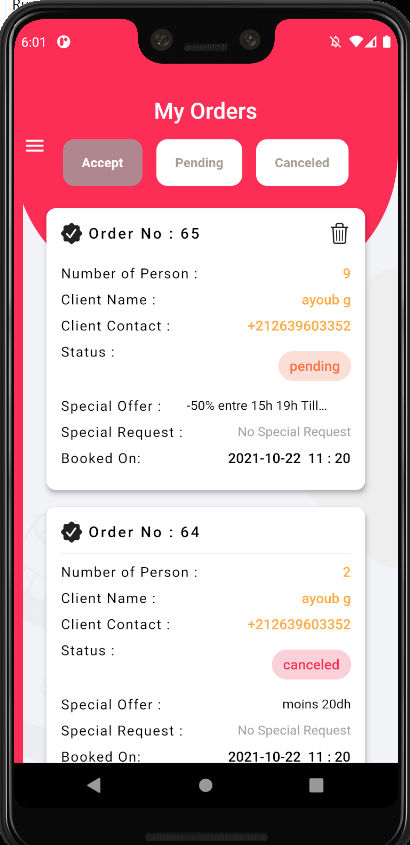 6:01
My Orders
Accept Pending Canceled
Order No : 65
Number of Person : 9
Client Name : ayoub g
Client Contact : +212639603352
Status :
pending
Special Offer : -50% entre 15h 19h Till...
Special Request : No Special Request
Booked On: 2021-10-22 11 : 20
Order No : 64
Number of Person : 2
Client Name : ayoub g
Client Contact : +212639603352
Status :
canceled
Special Offer : moins 20dh
Special Request : No Special Request
Booked On: 2021-10-22 11 : 20